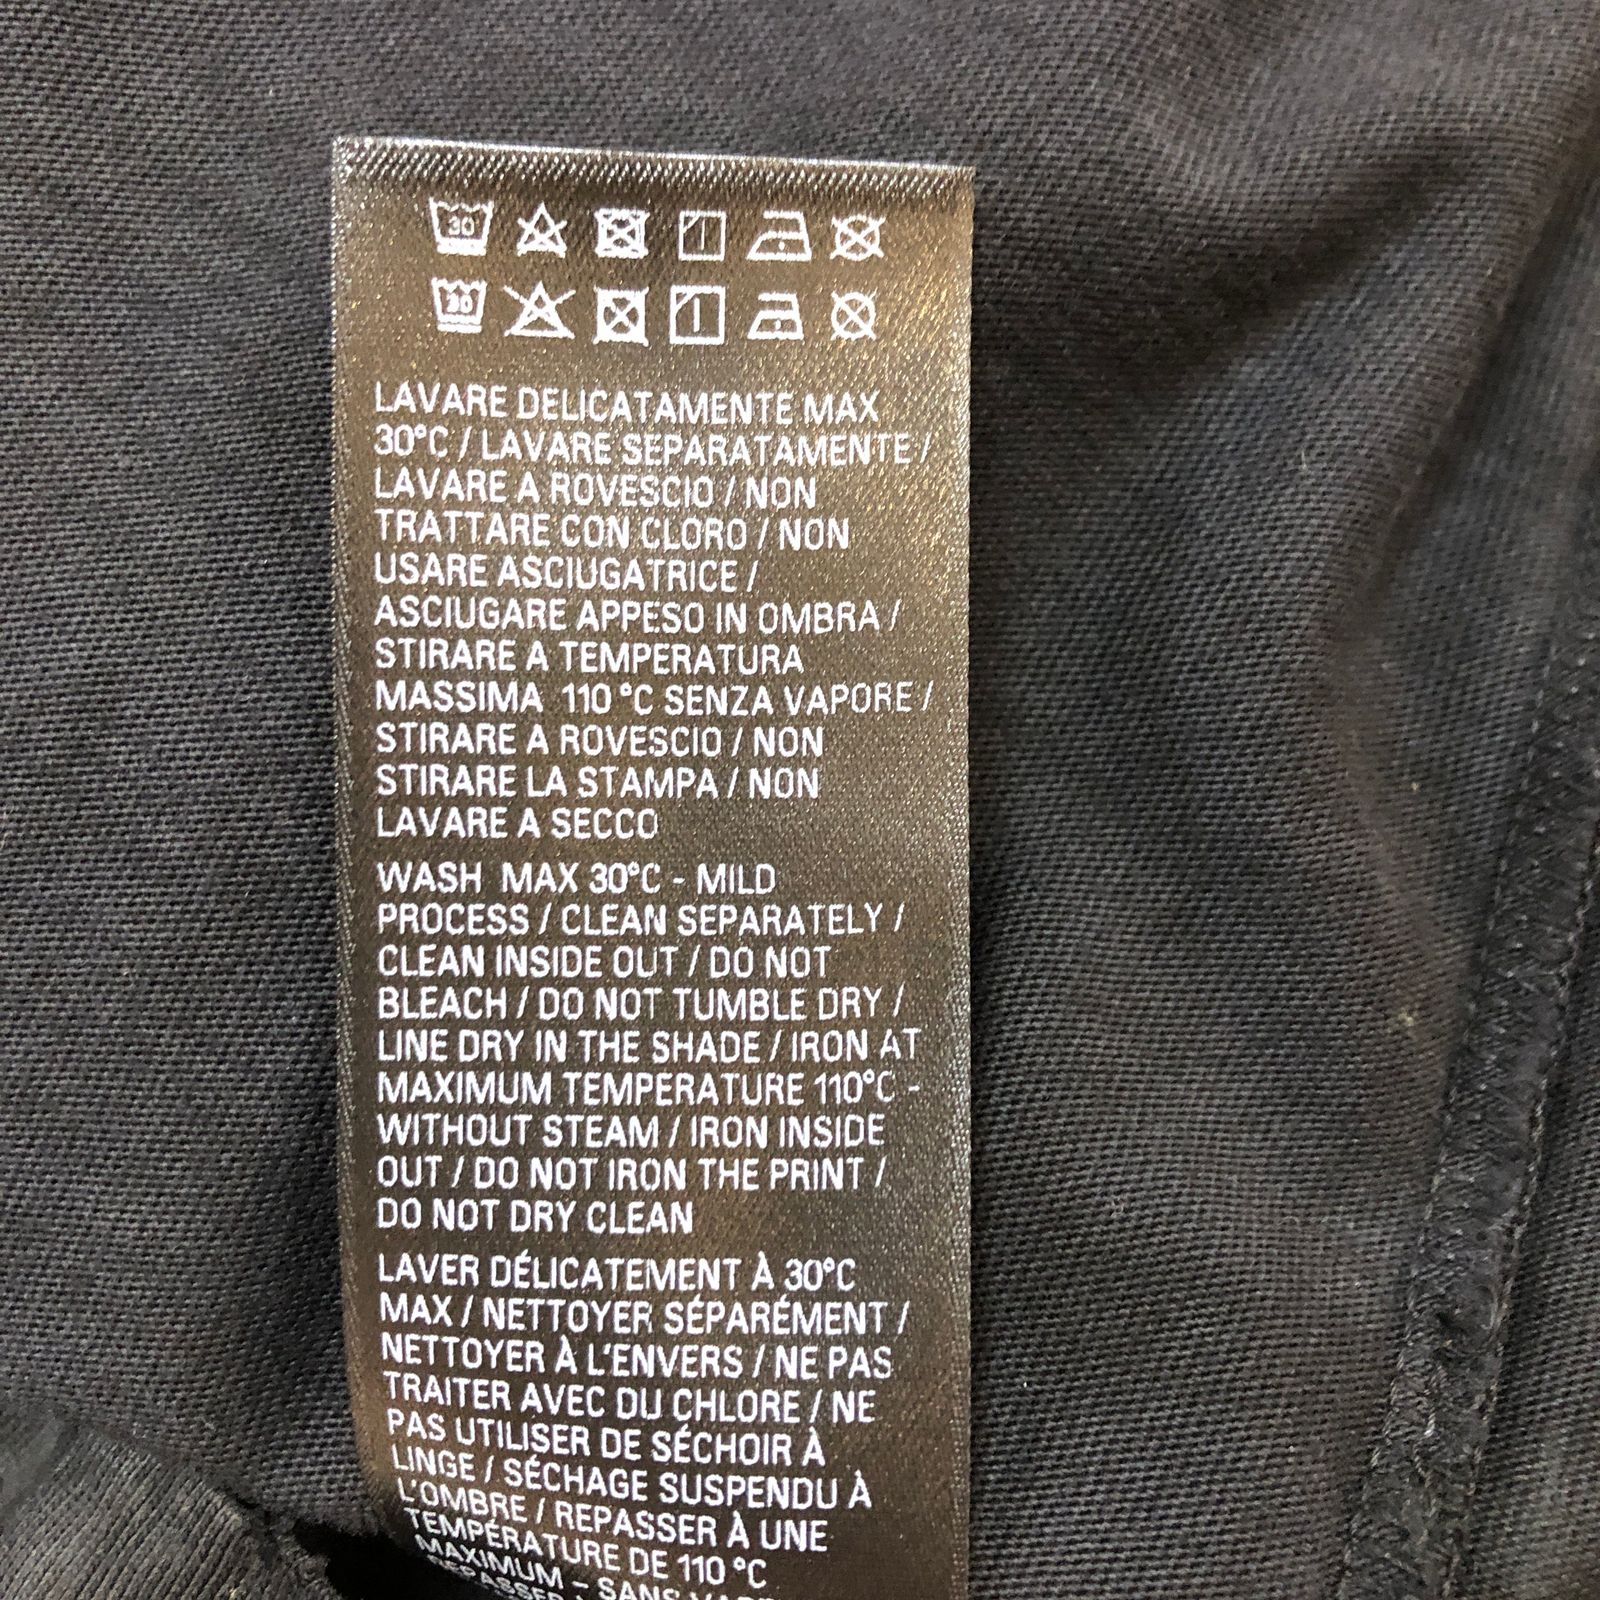 30
30
LAVARE DELICATAMENTE MAX
30°C / LAVARE SEPARATAMENTE /
LAVARE A ROVESCIO / NON
TRATTARE CON CLORO / NON
USARE ASCIUGATRICE /
ASCIUGARE APPESO IN OMBRA /
STIRARE A TEMPERATURA
MASSIMA 110 °C SENZA VAPORE /
STIRARE A ROVESCIO / NON
STIRARE LA STAMPA / NON
LAVARE A SECCO
WASH MAX 30°C - MILD
PROCESS / CLEAN SEPARATELY /
CLEAN INSIDE OUT / DO NOT
BLEACH / DO NOT TUMBLE DRY /
LINE DRY IN THE SHADE / IRON AT
MAXIMUM TEMPERATURE 110°C -
WITHOUT STEAM / IRON INSIDE
OUT / DO NOT IRON THE PRINT /
DO NOT DRY CLEAN
LAVER DÉLICATEMENT À 30°C
MAX / NETTOYER SÉPARÉMENT /
NETTOYER À L'ENVERS / NE PAS
TRAITER AVEC DU CHLORE / NE
PAS UTILISER DE SÉCHOIR À
LINGE / SÉCHAGE SUSPENDU À
L'OMBRE / REPASSER À UNE
TEMPÉRATURE DE 110 °C
MAXIMUM - SANS